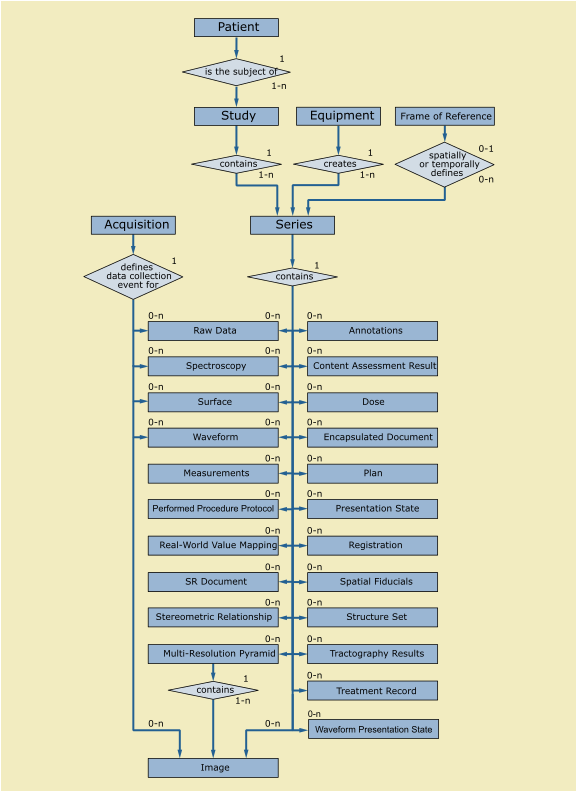 Patient
1
is the subject of
1-n
Study
Equipment
Frame of Reference
1
contains
1-n
1
creates
1-n
0-1
spatially
or temporally
defines
0-n
Acquisition
Series
1
defines
data collection
event for
1
contains
0-n
Raw Data
0-n
0-n
Annotations
0-n
Spectroscopy
0-n
0-n
Content Assessment Result
0-n
Surface
0-n
0-n
Dose
0-n
Waveform
0-n
0-n
Encapsulated Document
Measurements
0-n
0-n
Plan
Performed Procedure Protocol
0-n
0-n
Presentation State
Real-World Value Mapping
0-n
0-n
Registration
SR Document
0-n
0-n
Spatial Fiducials
Stereometric Relationship
0-n
0-n
Structure Set
Multi-Resolution Pyramid
0-n
0-n
Tractography Results
1
contains
1-n
0-n
Treatment Record
0-n
0-n
0-n
Waveform Presentation State
Image